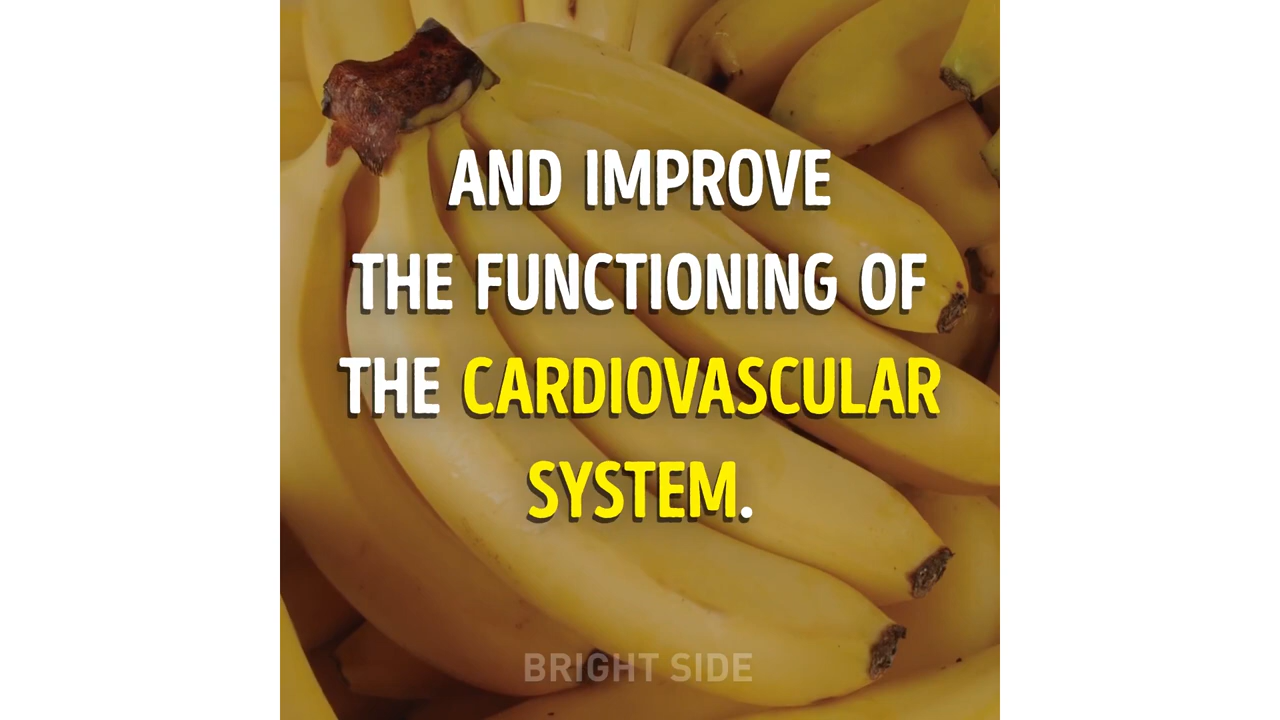 AND IMPROVE
THE FUNCTIONING OF
THE CARDIOVASCULAR
SYSTEM.
BRIGHT SIDE